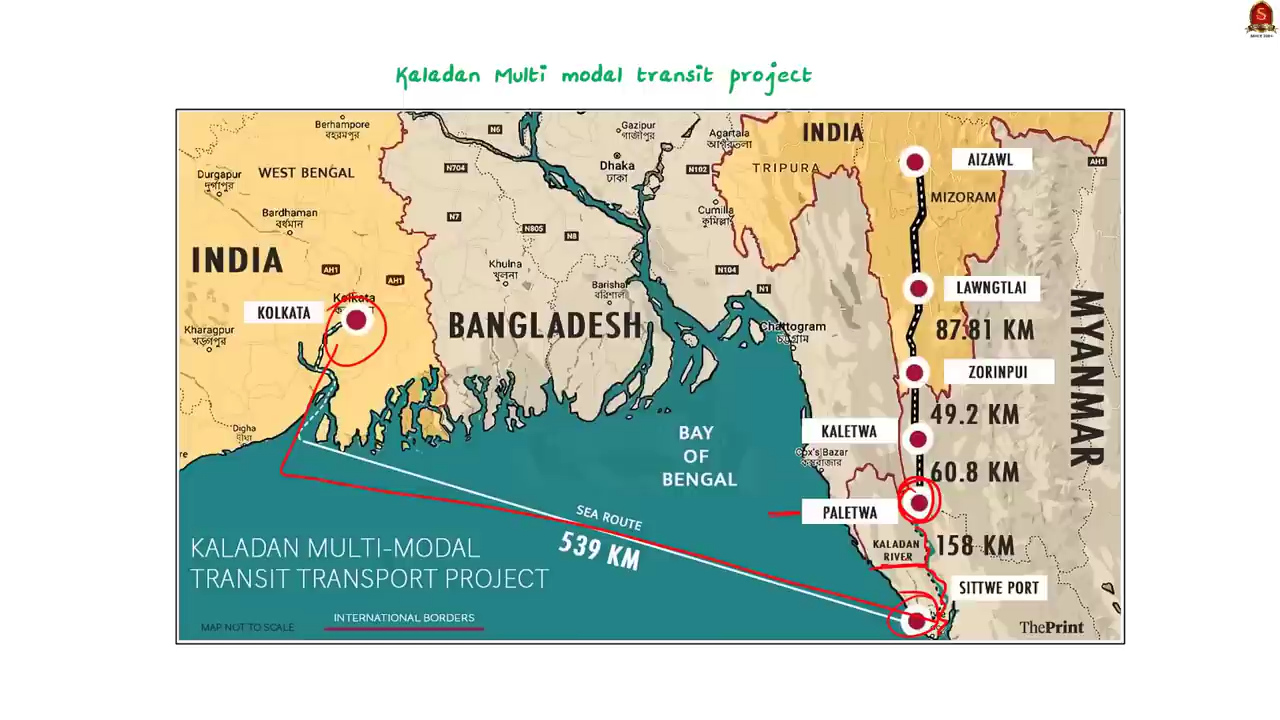 Kaladan Multi modal transit project
Berhampore
বহরমপুর
Durgapur
দুর্গাপুর
WEST BENGAL
Bardhaman
বর্ধমান
INDIA
AH1
AH1
Kolkata
KOLKATA
Kharagpur
খড়্গপুর
Digha
দীঘা
N6
N704
N7
N805
N8
Gazipur
গাজীপুর
Dhaka
ঢাকা
Khulna
খুলনা
Barishal
বরিশাল
BANGLADESH
Agartala
আগরতলা
N102
Cumilla
কুমিল্লা
N104
N1
Chattogram
চট্টগ্রাম
INDIA
TRIPURA
AIZAWL
MIZORAM
AH1
LAWNGTLAI
87.81 KM
ZORINPUI
49.2 KM
KALETWA
Cox's Bazar
কক্সবাজার
60.8 KM
PALETWA
KALADAN
RIVER
158 KM
SITTWE PORT
MYANMAR
BAY
OF
BENGAL
SEA ROUTE
539 KM
KALADAN MULTI-MODAL
TRANSIT TRANSPORT PROJECT
MAP NOT TO SCALE
INTERNATIONAL BORDERS
ThePrint